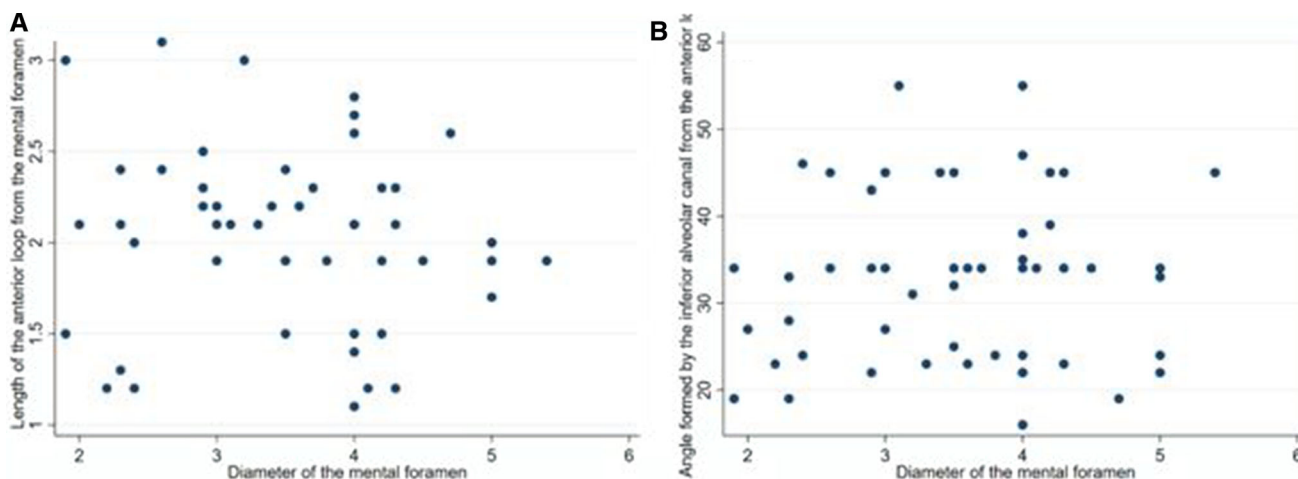 A
Length of the anterior loop from the mental foramen
3
2.5
2
1.5
1
2 3 4 5 6
Diameter of the mental foramen
B
Angle formed by the inferior alveolar canal from the anterior
60
50
40
30
20
2 3 4 5 6
Diameter of the mental foramen